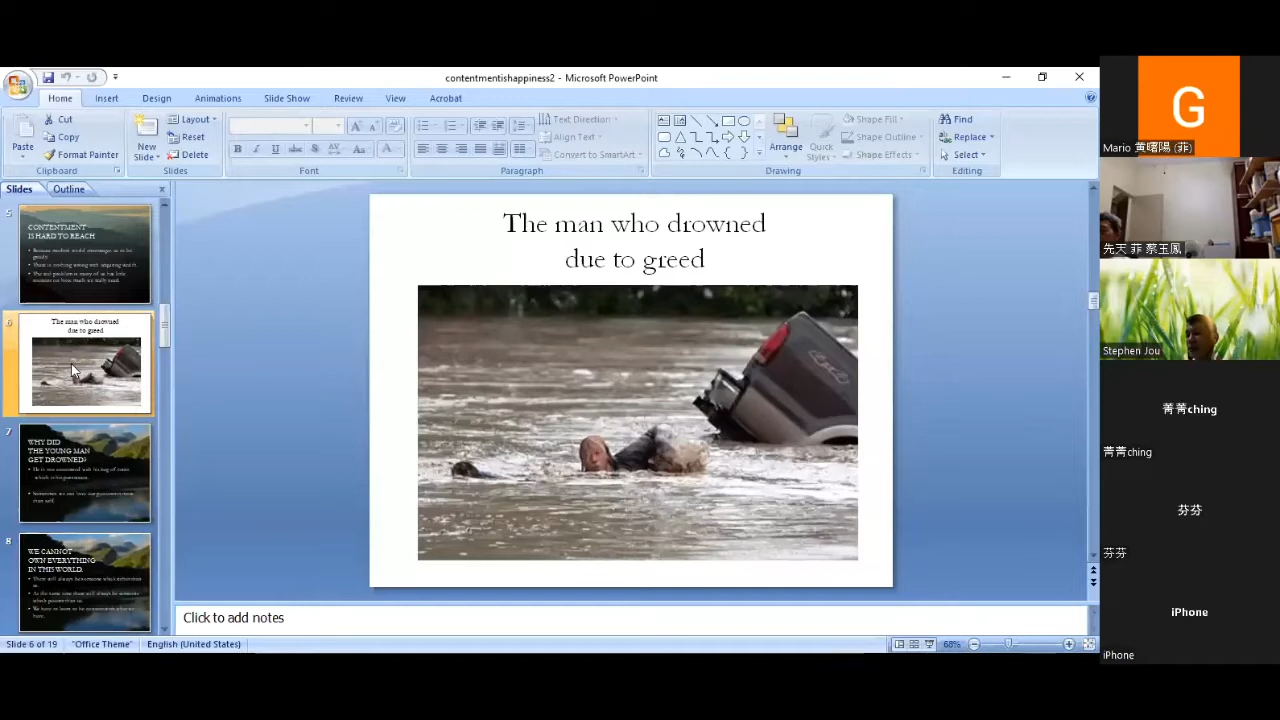 contentmentishappiness2 - Microsoft PowerPoint
Home Insert Design Animations Slide Show Review View Acrobat
Paste
Cut
Copy
Format Painter
Clipboard
New
Slide
Layout
Reset
Delete
Slides
Font
Text Direction
Align Text
Convert to SmartArt
Paragraph
Arrange
Quick
Styles
Shape Fill
Shape Outline
Shape Effects
Drawing
Find
Replace
Select
Editing
Slides Outline
5
CONTENTMENT
IS HARD TO REACH
6
The man who drowned
due to greed
7
WHY DID
THE YOUNG MAN
GET DROWNED?
8
WE CANNOT
OWN EVERYTHING
IN THIS WORLD.
The man who drowned
due to greed
Click to add notes
Slide 6 of 19 "Office Theme" English (United States) 68%
G
Mario 黄曙陽 (菲)
先天 菲 蔡玉鳳
Stephen Jou
菁菁ching
菁菁ching
芬芬
芬芬
iPhone
iPhone